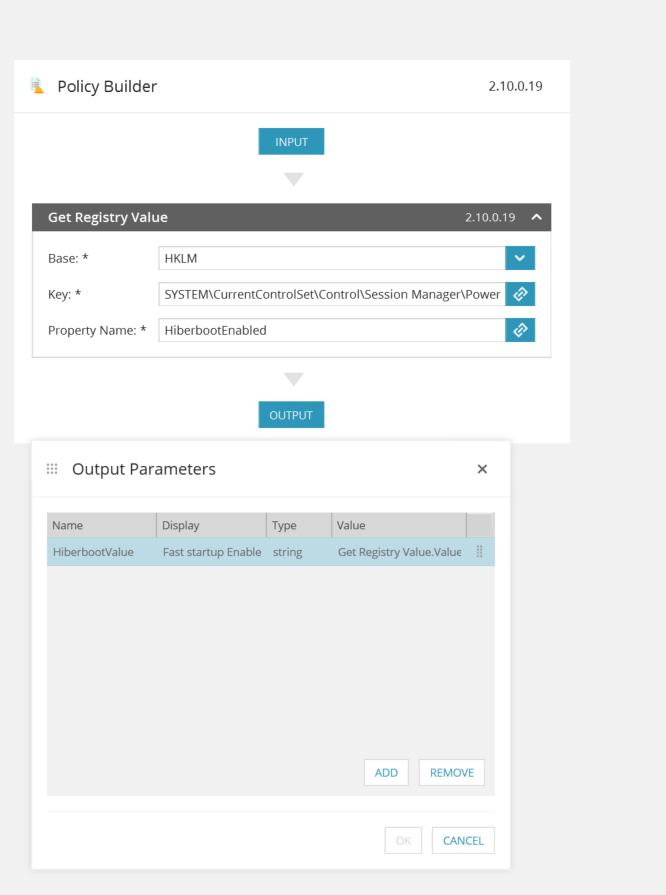 Policy Builder 2.10.0.19
INPUT
Get Registry Value 2.10.0.19
Base: * HKLM
Key: * SYSTEM\CurrentControlSet\Control\Session Manager\Power
Property Name: * HiberbootEnabled
OUTPUT
Output Parameters
Name Display Type Value
HiberbootValue Fast startup Enable string Get Registry Value.Value
ADD REMOVE
OK CANCEL